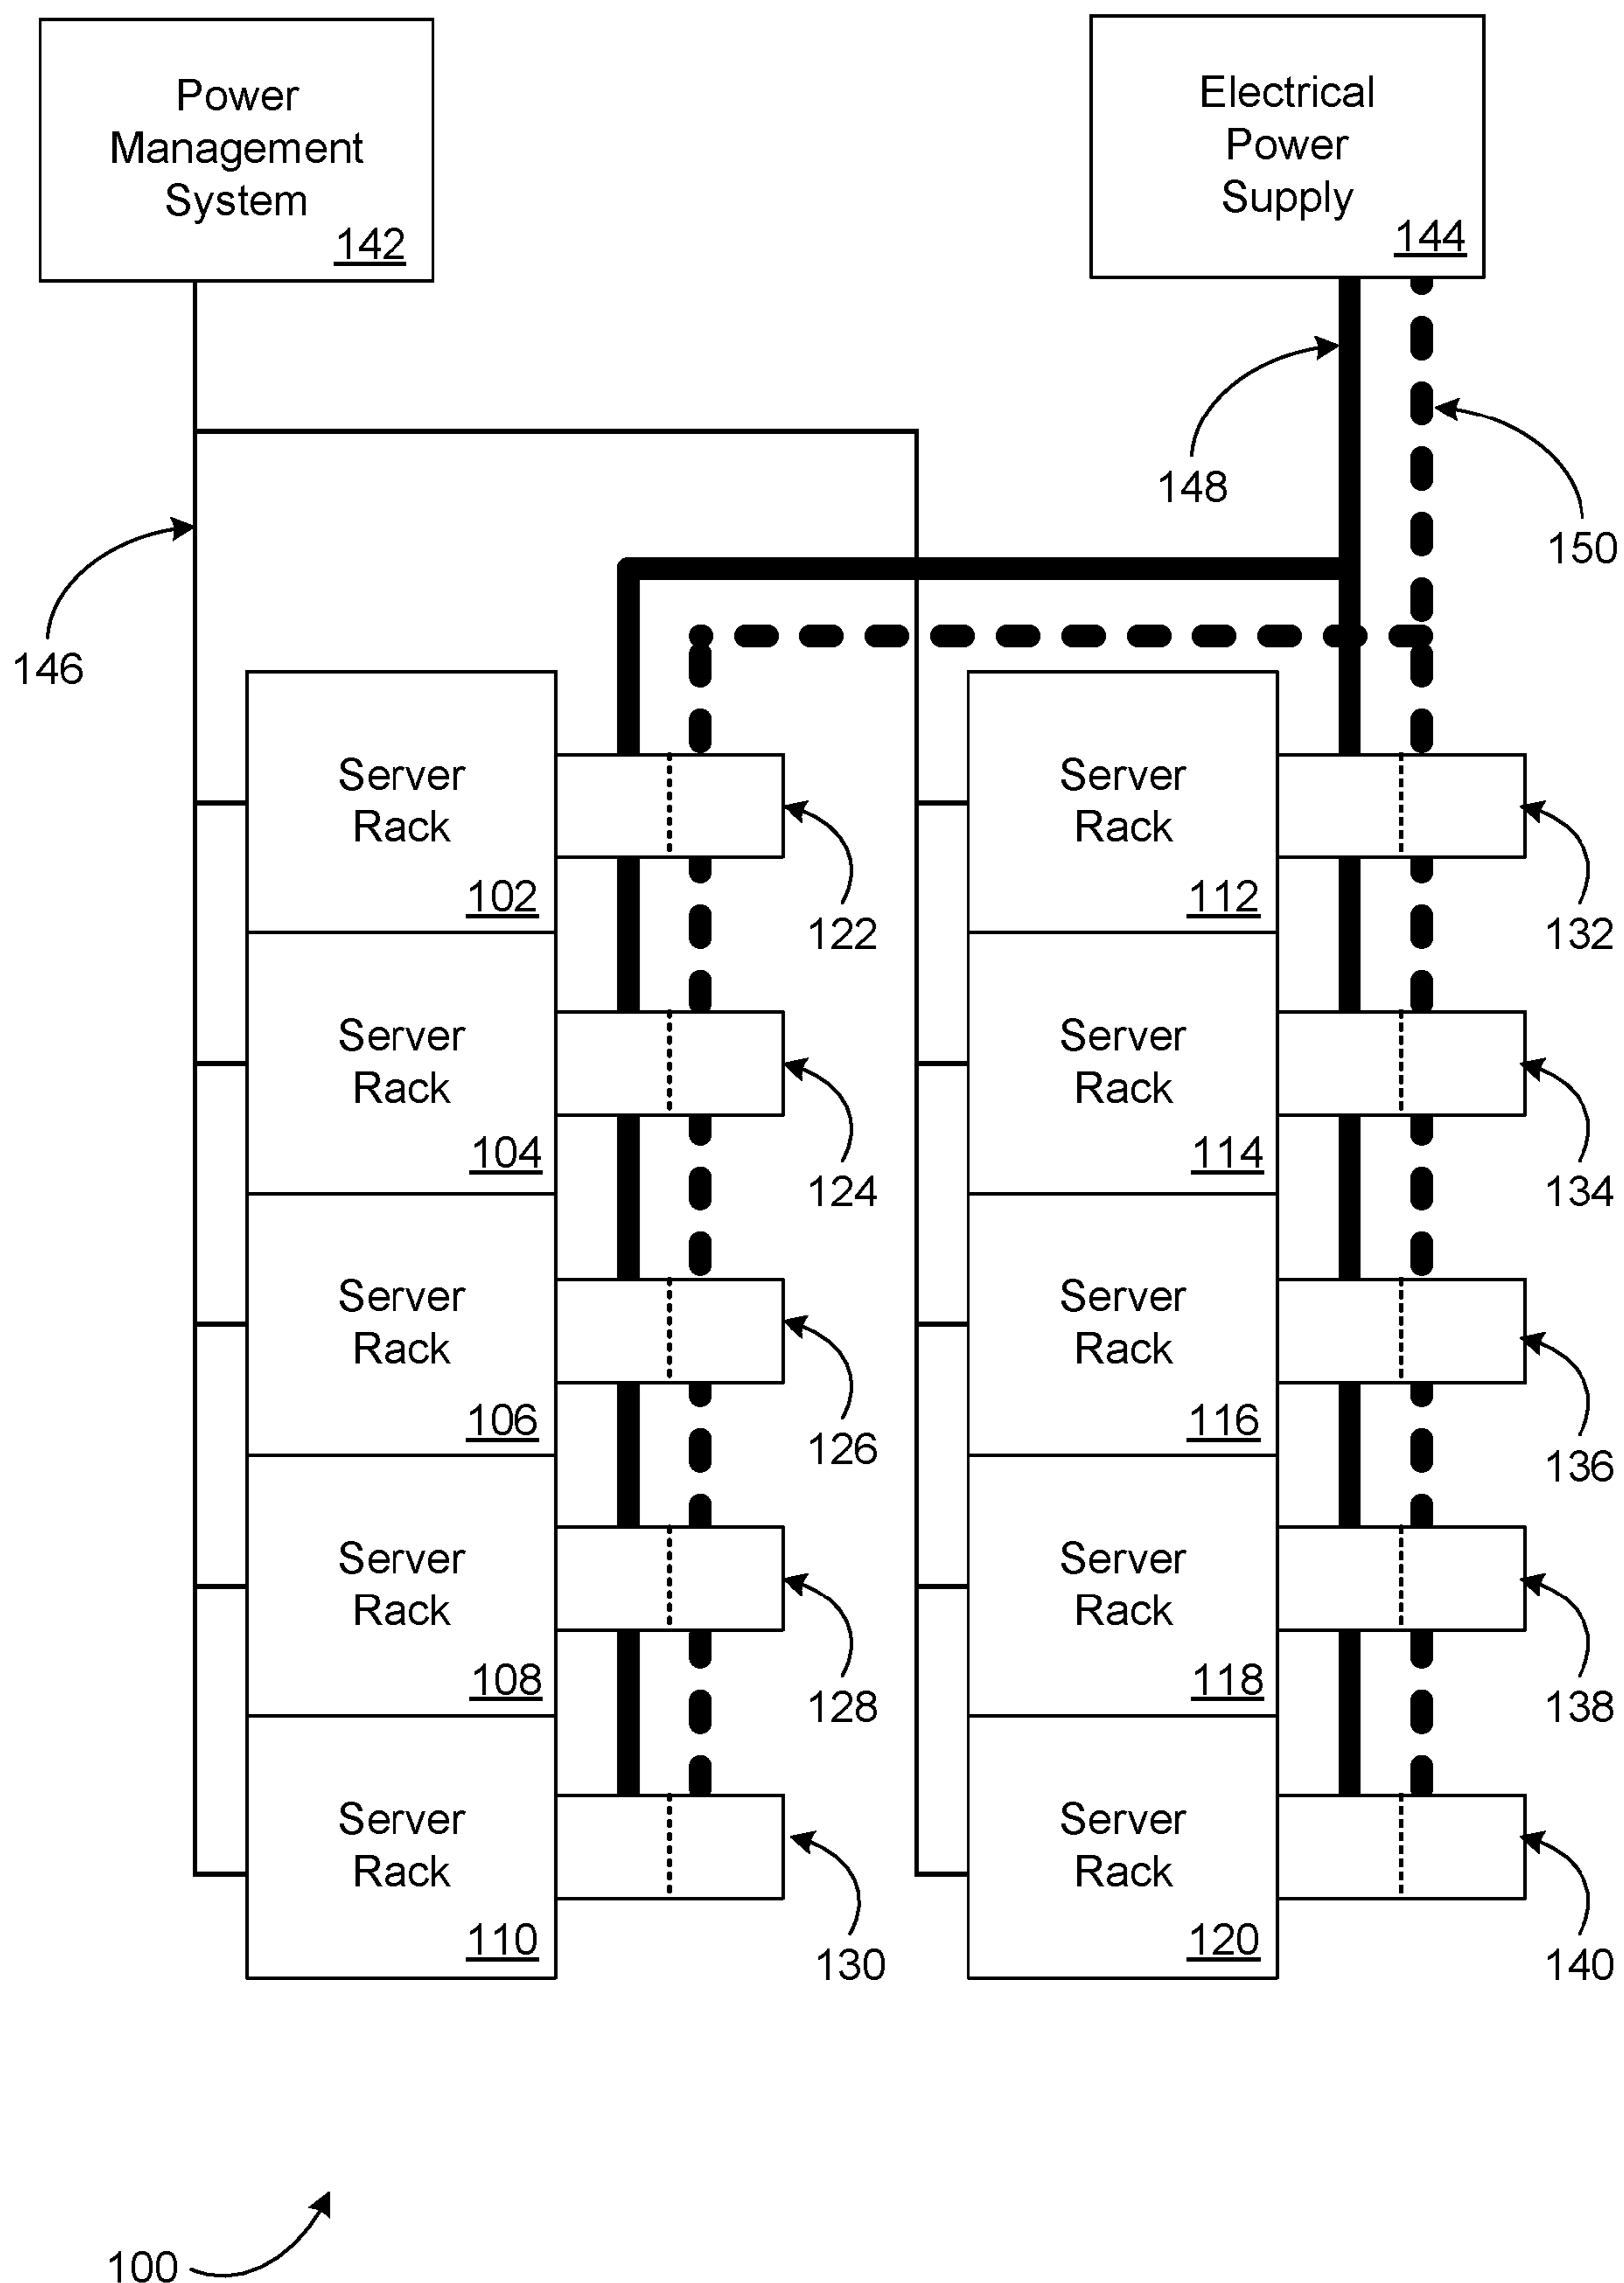 Power
Management
System
142
Electrical
Power
Supply
144
148
150
146
Server
Rack
102
122
Server
Rack
112
132
Server
Rack
104
124
Server
Rack
114
134
Server
Rack
106
126
Server
Rack
116
136
Server
Rack
108
128
Server
Rack
118
138
Server
Rack
110
130
Server
Rack
120
140
100